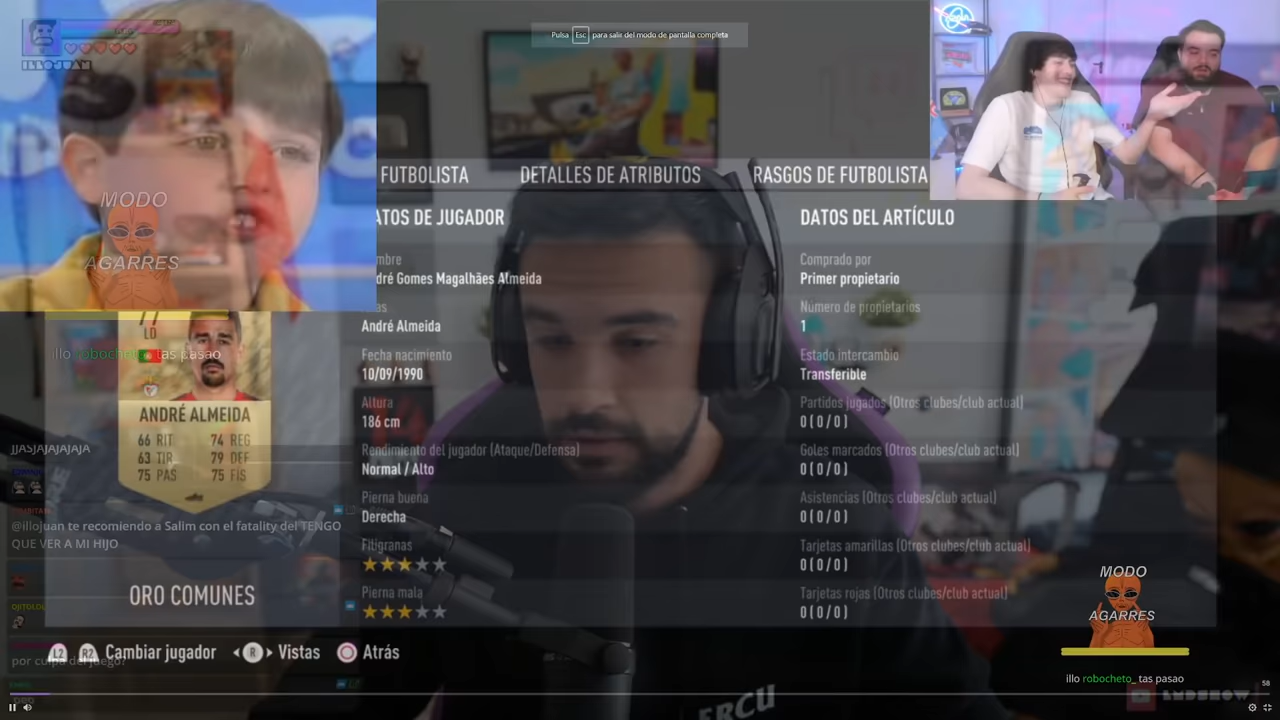 Pulsa Esc para salir del modo de pantalla completa
ILLOJUAN
FUTBOLISTA
DETALLES DE ATRIBUTOS
RASGOS DE FUTBOLISTA
ATOS DE JUGADOR
DATOS DEL ARTÍCULO
MODO
AGARRES
mbre
dré Gomes Magalhães Almeida
Comprado por
Primer propietario
Número de propietarios
1
as
André Almeida
LD
illo robocheto_ tas pasao
Fecha nacimiento
10/09/1990
Estado intercambio
Transferible
Altura
186 cm
Partidos jugados (Otros clubes/club actual)
0 ( 0 / 0 )
ANDRÉ ALMEIDA
66 RIT 74 REG
63 TIR 79 DEF
75 PAS 75 FÍS
JJASJAJAJAJAJA
Rendimiento del jugador (Ataque/Defensa)
Normal / Alto
Goles marcados (Otros clubes/club actual)
0 ( 0 / 0 )
Pierna buena
Derecha
Asistencias (Otros clubes/club actual)
0 ( 0 / 0 )
@illoJuan te recomiendo a Salim con el fatality del TENGO
QUE VER A MI HIJO
Filigranas
Tarjetas amarillas (Otros clubes/club actual)
0 ( 0 / 0 )
ORO COMUNES
Pierna mala
Tarjetas rojas (Otros clubes/club actual)
0 ( 0 / 0 )
MODO
AGARRES
L2 R2 Cambiar jugador
R Vistas
Atrás
por culpa del juego?
illo robocheto_ tas pasao
58